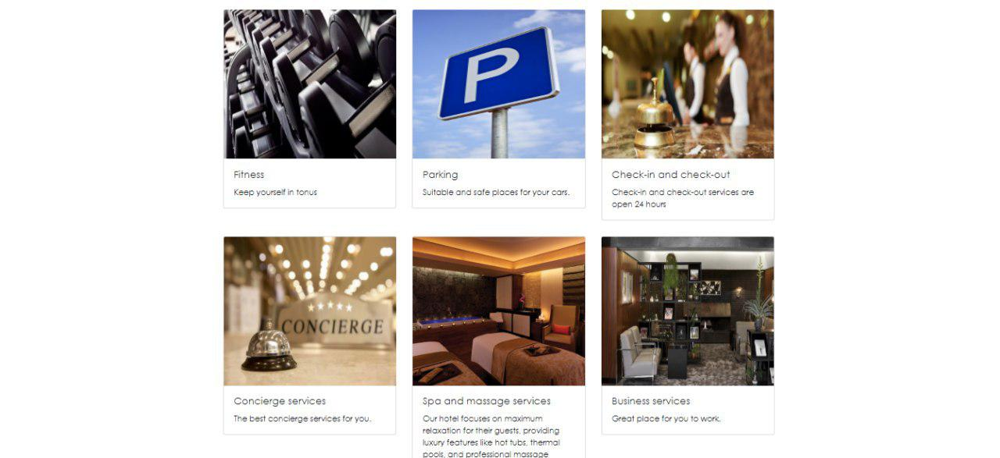 P
Fitness
Keep yourself in tonus
Parking
Suitable and safe places for your cars.
Check-in and check-out
Check-in and check-out services are
open 24 hours
CONCIERGE
Concierge services
The best concierge services for you.
Spa and massage services
Our hotel focuses on maximum
relaxation for their guests, providing
luxury features like hot tubs, thermal
pools, and professional massage
Business services
Great place for you to work.